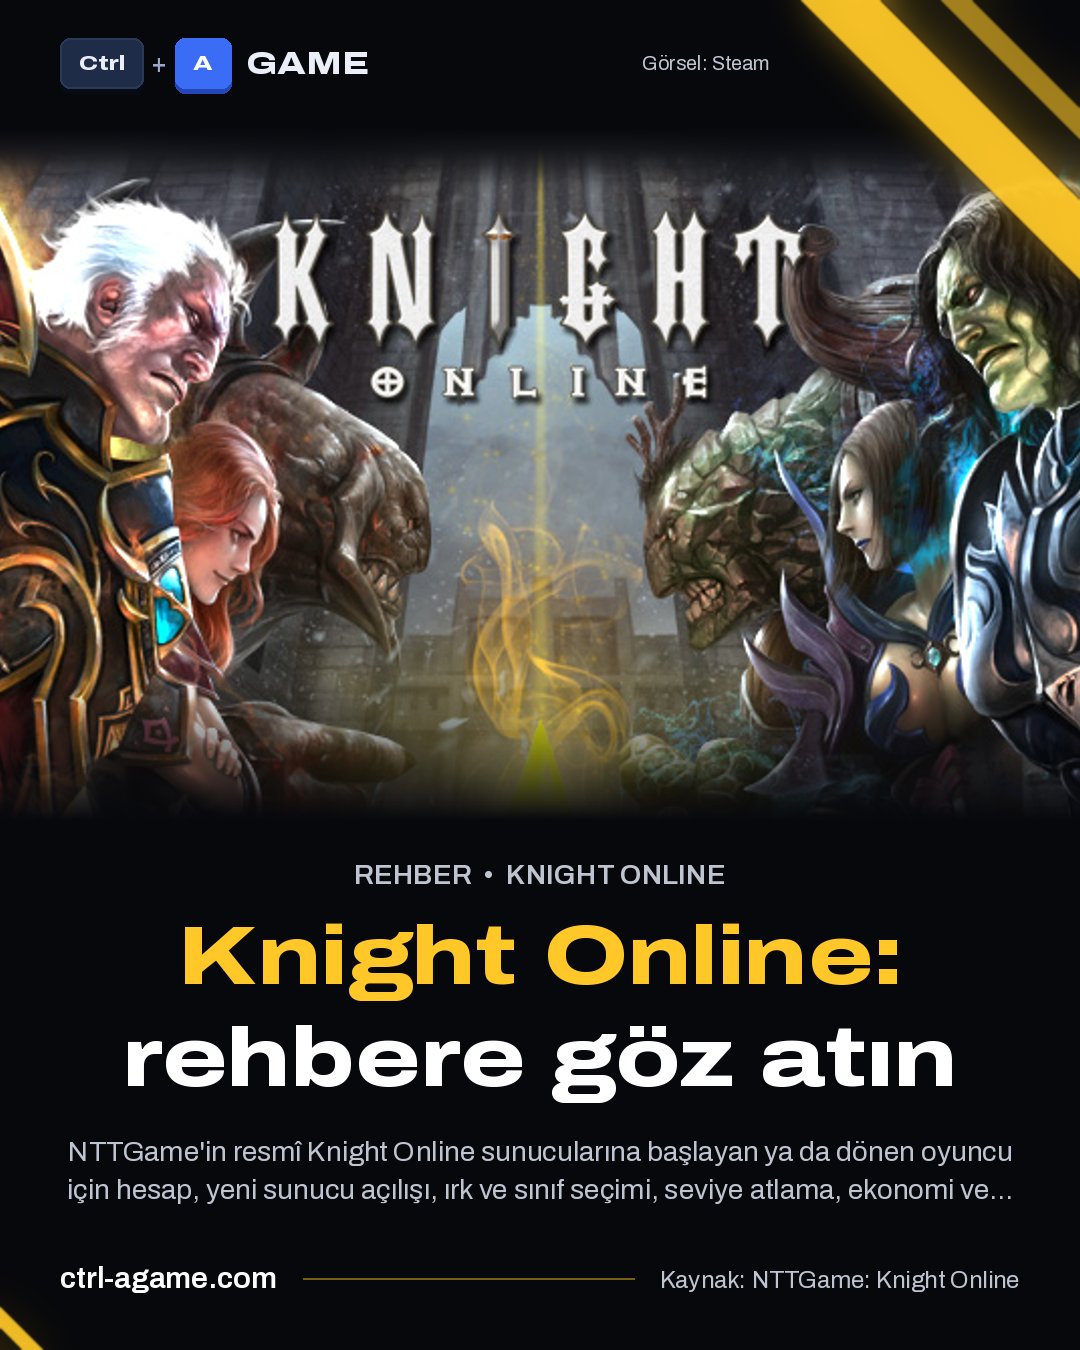 Ctrl + A GAME
Görsel: Steam
KNIGHT
ONLINE
REHBER • KNIGHT ONLINE
Knight Online:
rehbere göz atın
NTTGame'in resmî Knight Online sunucularına başlayan ya da dönen oyuncu
için hesap, yeni sunucu açılışı, ırk ve sınıf seçimi, seviye atlama, ekonomi ve...
ctrl-agame.com
Kaynak: NTTGame: Knight Online